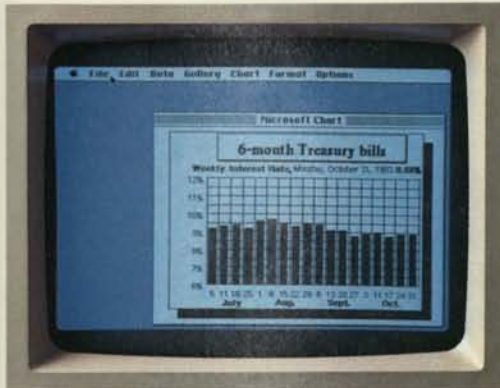 File Edit Data Gallery Chart Format Options
Microsoft Chart
6-month Treasury bills
Weekly Interest Rate, Monday, October 31, 1983
12%
11%
10%
9%
8%
7%
6%
July Aug. Sept. Oct.